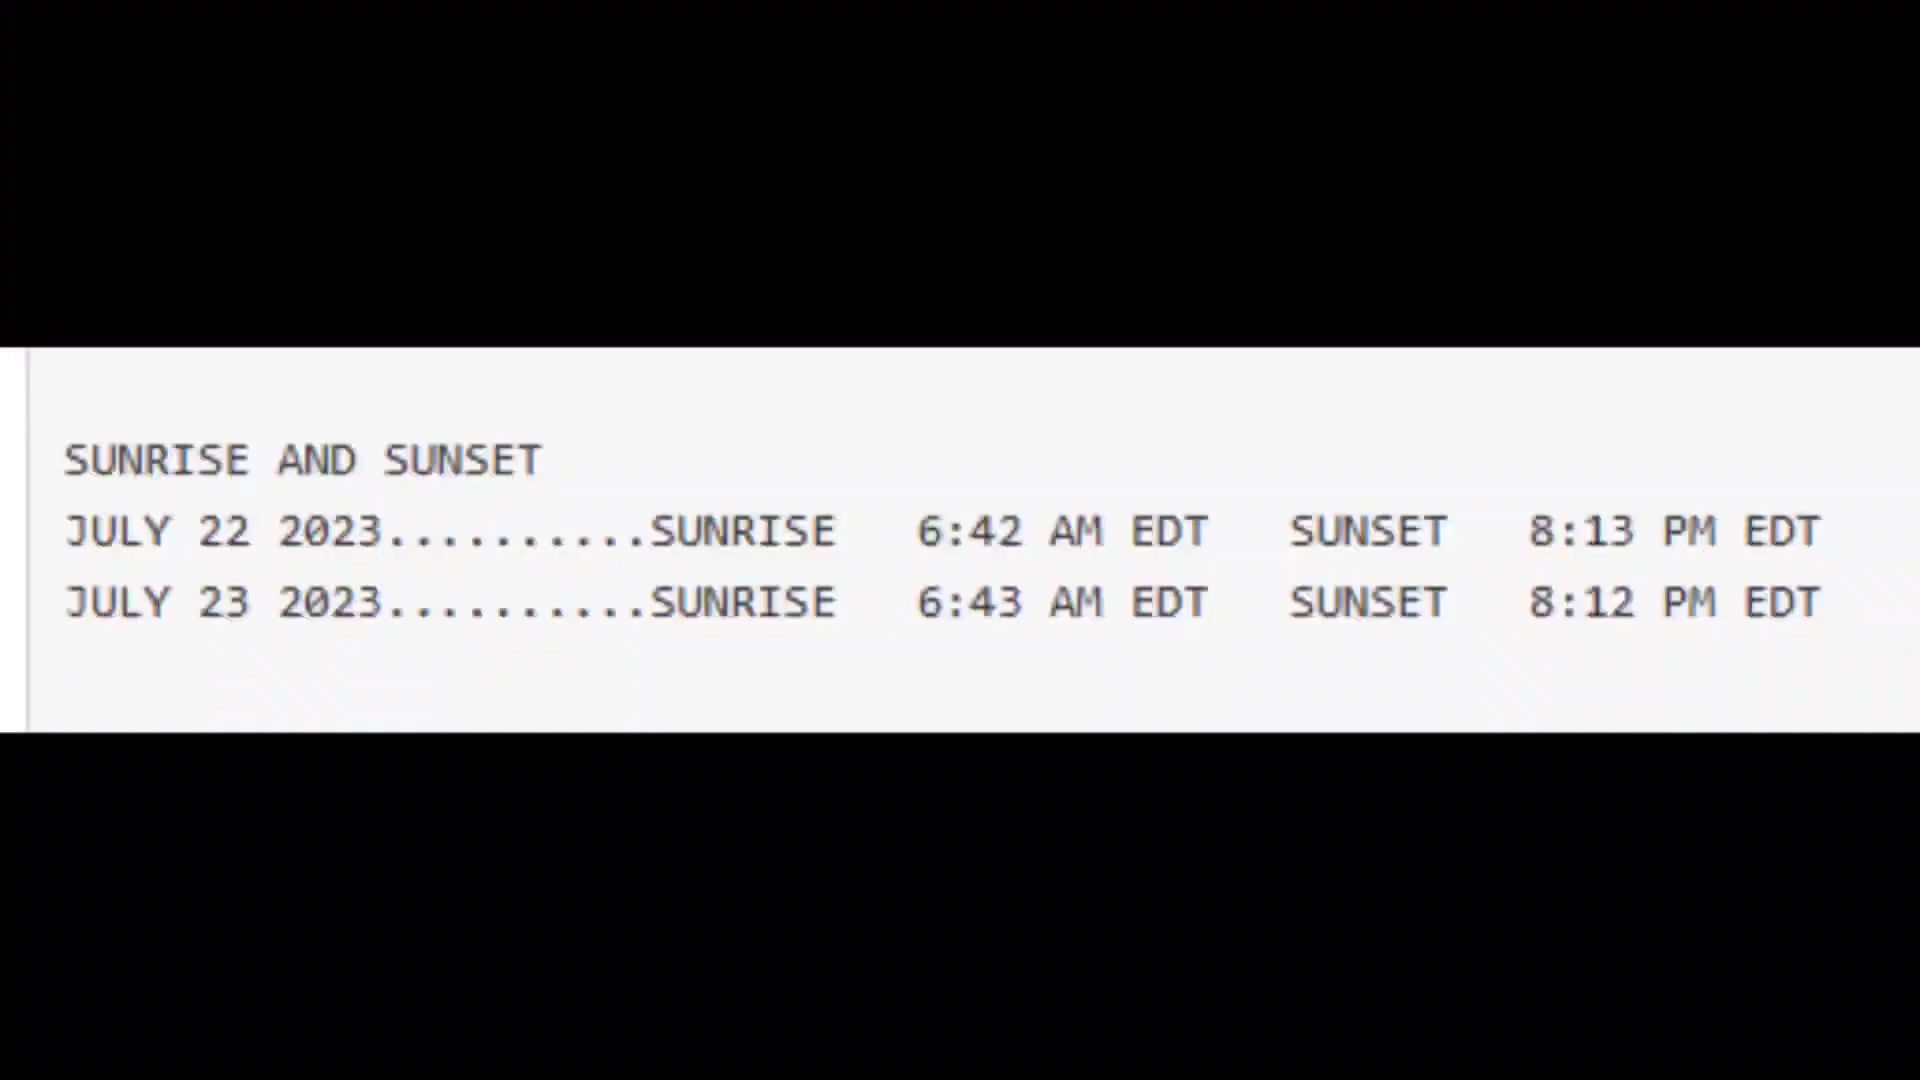 SUNRISE AND SUNSET
JULY 22 2023..........SUNRISE   6:42 AM EDT   SUNSET   8:13 PM EDT
JULY 23 2023..........SUNRISE   6:43 AM EDT   SUNSET   8:12 PM EDT